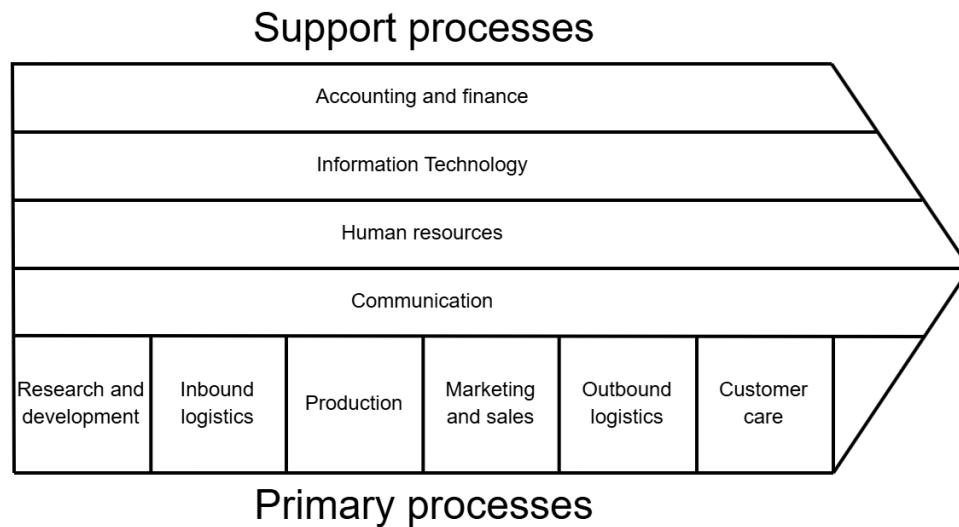 Support processes
Accounting and finance
Information Technology
Human resources
Communication
Research and
development
Inbound
logistics
Production
Marketing
and sales
Outbound
logistics
Customer
care
Primary processes